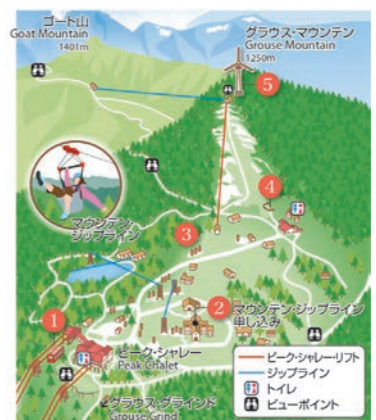 ゴート山
Goat Mountain
1401m
グラウス・マウンテン
Grouse Mountain
1250m
5
マウンテン・
ジップライン
4
3
1
2
マウンテン・ジップライン
申し込み
ピーク・シャレー
Peak Chalet
グラウス・グラインド
Grouse Grind
ピーク・シャレー・リフト
ジップライン
トイレ
ビューポイント